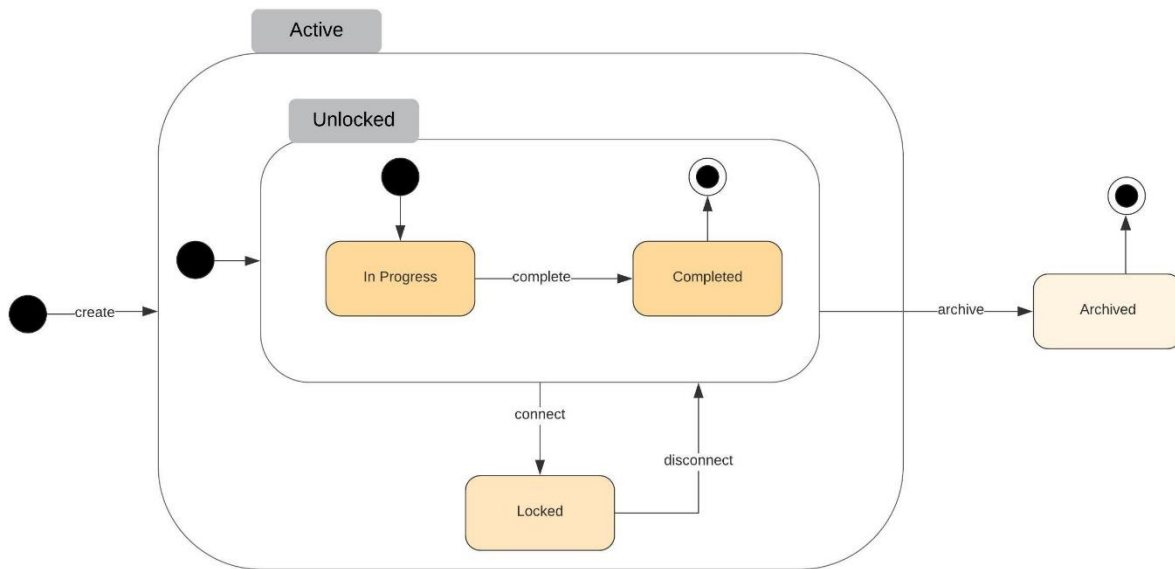 Active
Unlocked
In Progress
complete
Completed
create
archive
Archived
connect
disconnect
Locked